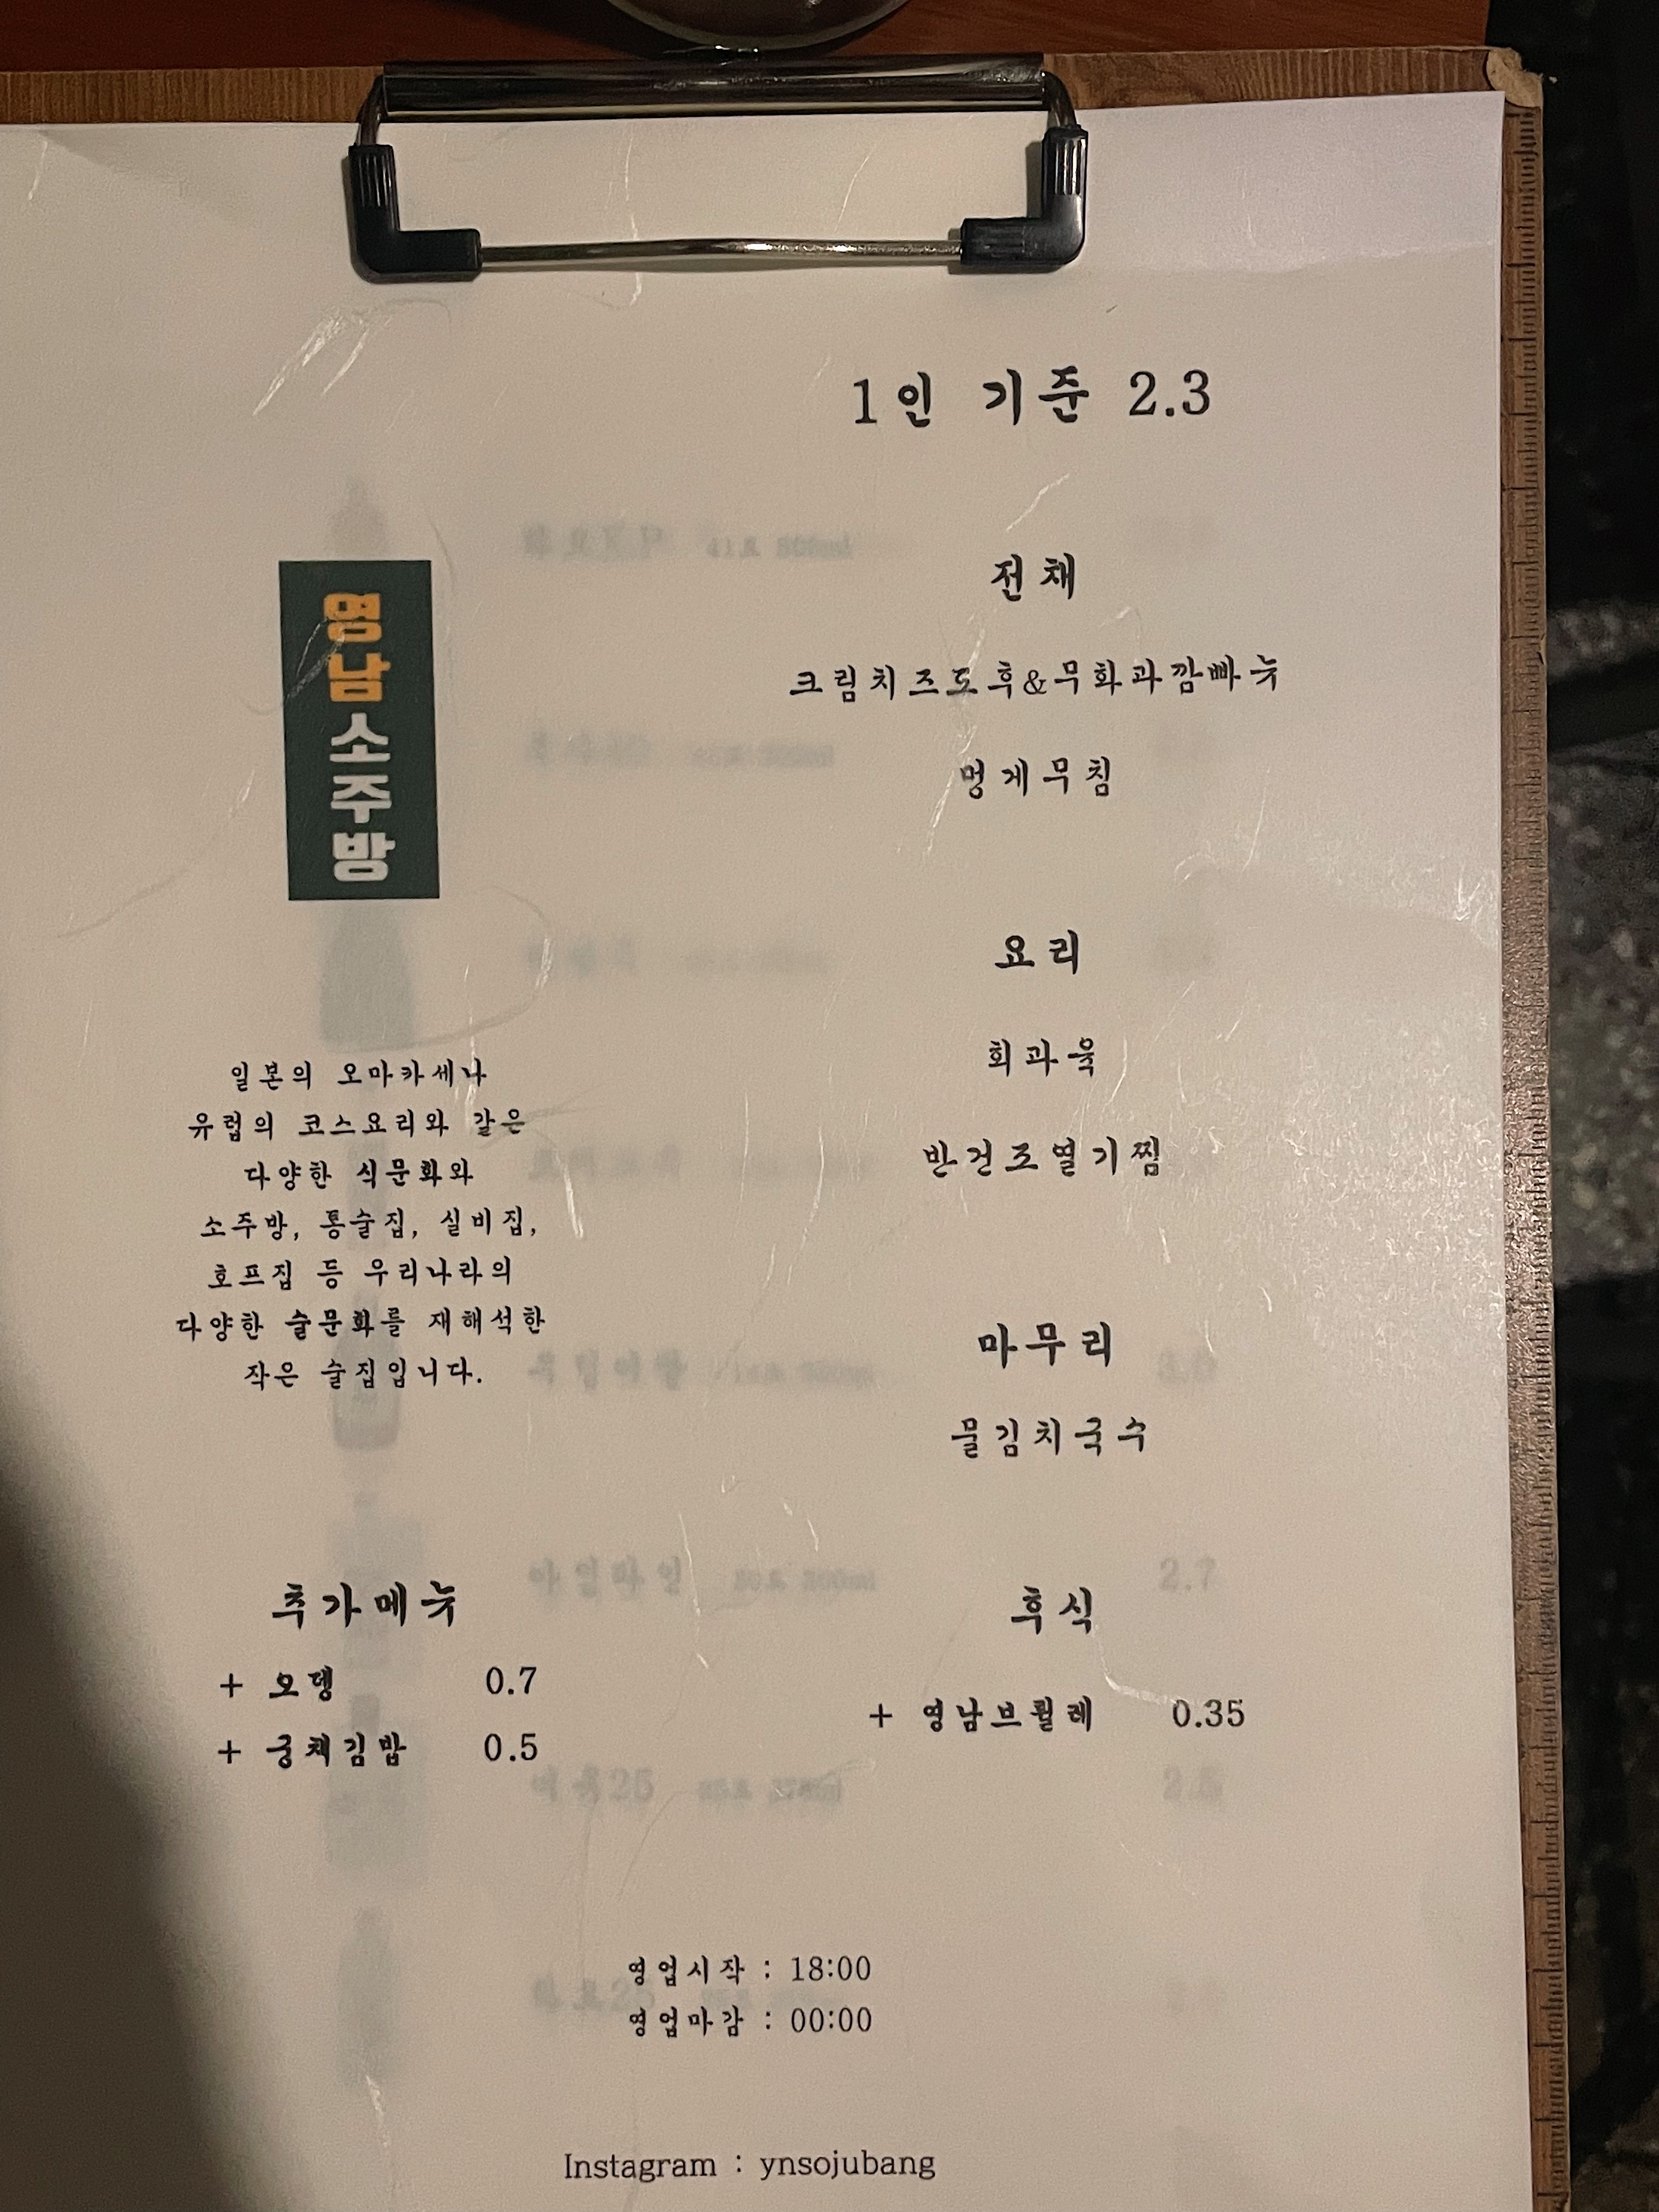 영남소주방
일본의 오마카세나
유럽의 코스요리와 같은
다양한 식문화와
소주방, 통술집, 실비집,
호프집 등 우리나라의
다양한 술문화를 재해석한
작은 술집입니다.
추가메뉴
+ 오뎅 0.7
+ 궁채김밥 0.5
1인 기준 2.3
전채
크림치즈도후&무화과깜빠뉴
멍게무침
요리
회과육
반건조열기찜
마무리
물김치국수
후식
+ 영남브륄레 0.35
영업시작 : 18:00
영업마감 : 00:00
Instagram : ynsojubang